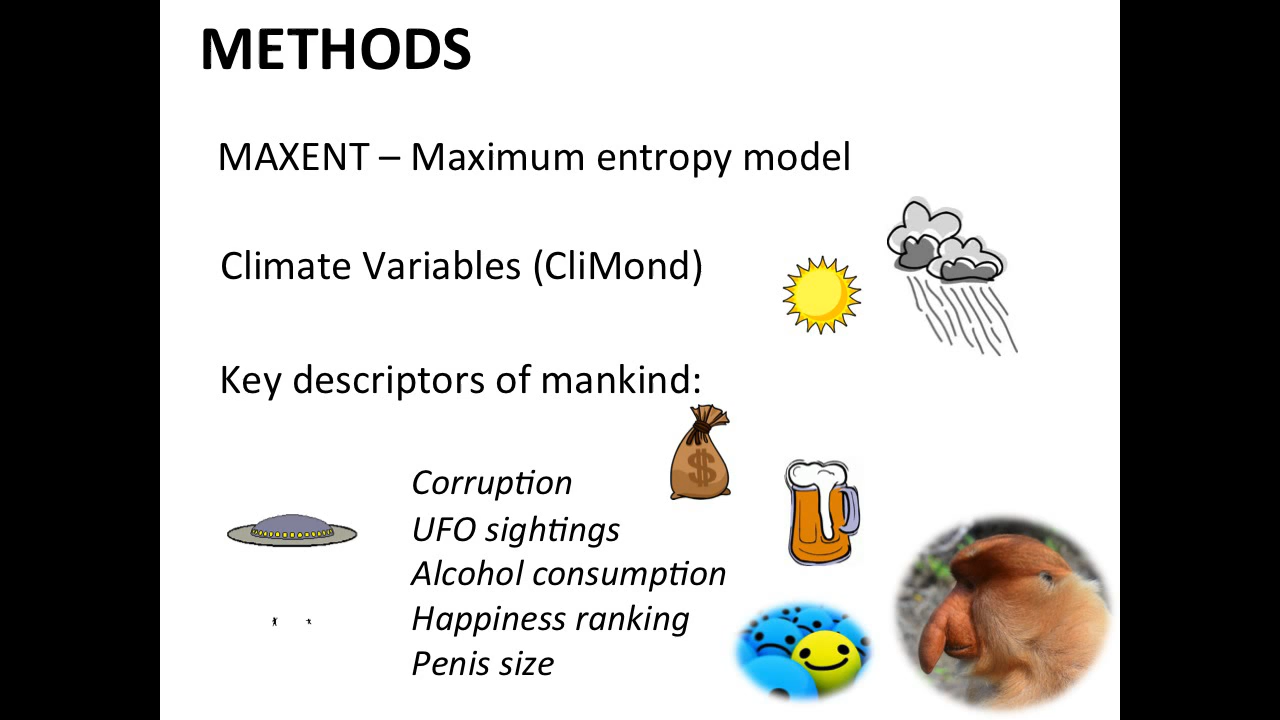 METHODS
MAXENT – Maximum entropy model
Climate Variables (CliMond)
Key descriptors of mankind:
$
Corruption
UFO sightings
Alcohol consumption
Happiness ranking
Penis size